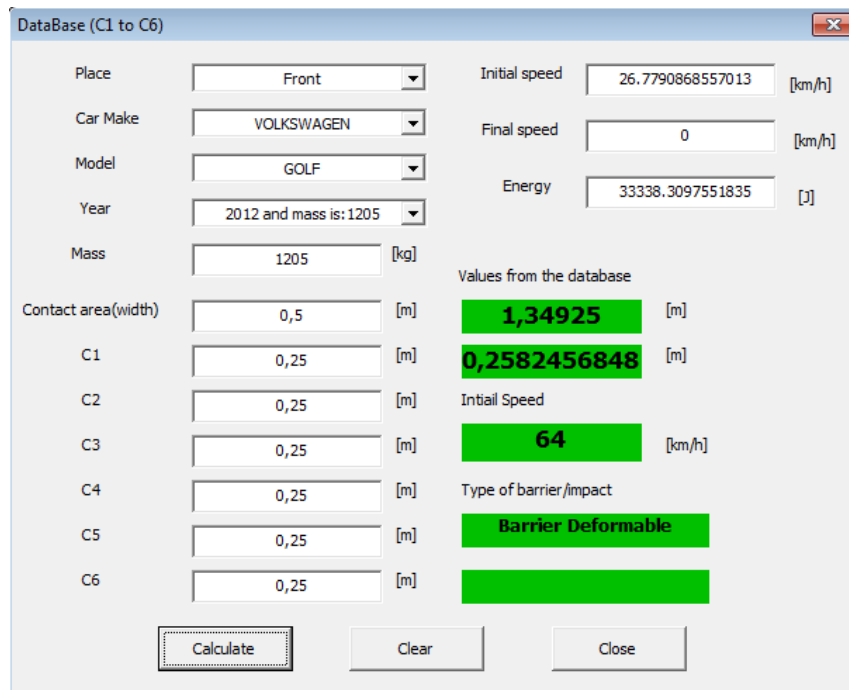 DataBase (C1 to C6)
Place Front Initial speed 26.7790868557013 [km/h]
Car Make VOLKSWAGEN Final speed 0 [km/h]
Model GOLF Energy 33338.3097551835 [J]
Year 2012 and mass is:1205
Mass 1205 [kg]
Values from the database
Contact area(width) 0,5 [m] 1,34925 [m]
C1 0,25 [m] 0,2582456848 [m]
C2 0,25 [m] Intiail Speed
C3 0,25 [m] 64 [km/h]
C4 0,25 [m] Type of barrier/impact
C5 0,25 [m] Barrier Deformable
C6 0,25 [m]
Calculate Clear Close